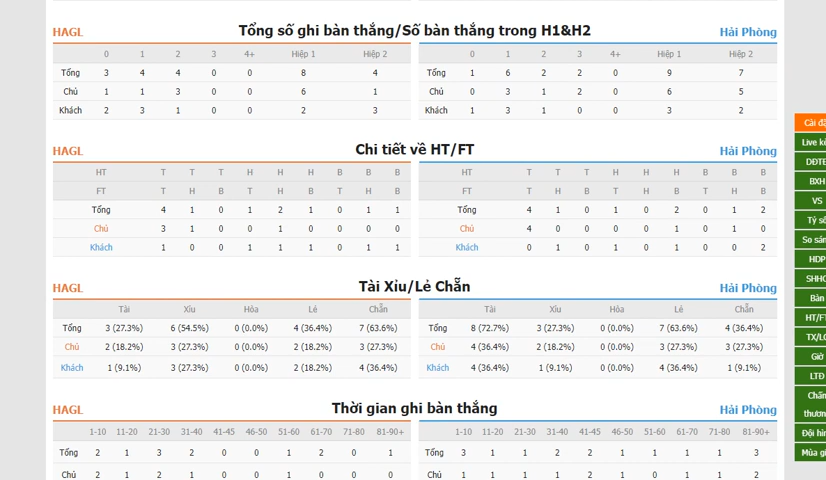 HAGL Tổng số ghi bàn thắng/Số bàn thắng trong H1&H2 Hải Phòng
0 1 2 3 4+ Hiệp 1 Hiệp 2 0 1 2 3 4+ Hiệp 1 Hiệp 2
Tổng 3 4 4 0 0 8 4 Tổng 1 6 2 2 0 9 7
Chủ 1 1 3 0 0 6 1 Chủ 0 3 1 2 0 6 5
Khách 2 3 1 0 0 2 3 Khách 1 3 1 0 0 3 2
HAGL Chi tiết về HT/FT Hải Phòng
HT T T T H H H B B B HT T T T H H H B B B
FT T H B T H B T H B FT T H B T H B T H B
Tổng 4 1 0 1 2 1 0 1 1 Tổng 4 1 0 1 0 2 0 1 2
Chủ 3 1 0 0 1 0 0 0 0 Chủ 4 0 0 0 0 1 0 1 0
Khách 1 0 0 1 1 1 0 1 1 Khách 0 1 0 1 0 1 0 0 2
HAGL Tài Xỉu/Lẻ Chẵn Hải Phòng
Tài Xỉu Hòa Lẻ Chẵn Tài Xỉu Hòa Lẻ Chẵn
Tổng 3 (27.3%) 6 (54.5%) 0 (0.0%) 4 (36.4%) 7 (63.6%) Tổng 8 (72.7%) 3 (27.3%) 0 (0.0%) 7 (63.6%) 4 (36.4%)
Chủ 2 (18.2%) 3 (27.3%) 0 (0.0%) 2 (18.2%) 3 (27.3%) Chủ 4 (36.4%) 2 (18.2%) 0 (0.0%) 3 (27.3%) 3 (27.3%)
Khách 1 (9.1%) 3 (27.3%) 0 (0.0%) 2 (18.2%) 4 (36.4%) Khách 4 (36.4%) 1 (9.1%) 0 (0.0%) 4 (36.4%) 1 (9.1%)
HAGL Thời gian ghi bàn thắng Hải Phòng
1-10 11-20 21-30 31-40 41-45 46-50 51-60 61-70 71-80 81-90+ 1-10 11-20 21-30 31-40 41-45 46-50 51-60 61-70 71-80 81-90+
Tổng 2 1 3 2 0 0 1 2 0 1 Tổng 3 1 1 2 2 1 1 1 1 3
Chủ 2 1 2 1 0 0 1 0 0 0 Chủ 1 1 1 1 2 1 0 1 1 2
Cài
Live
BXH
VS
Tỷ
So
HDP
Bàn
HT/FT
Giờ
LTĐ
Đội
Mùa